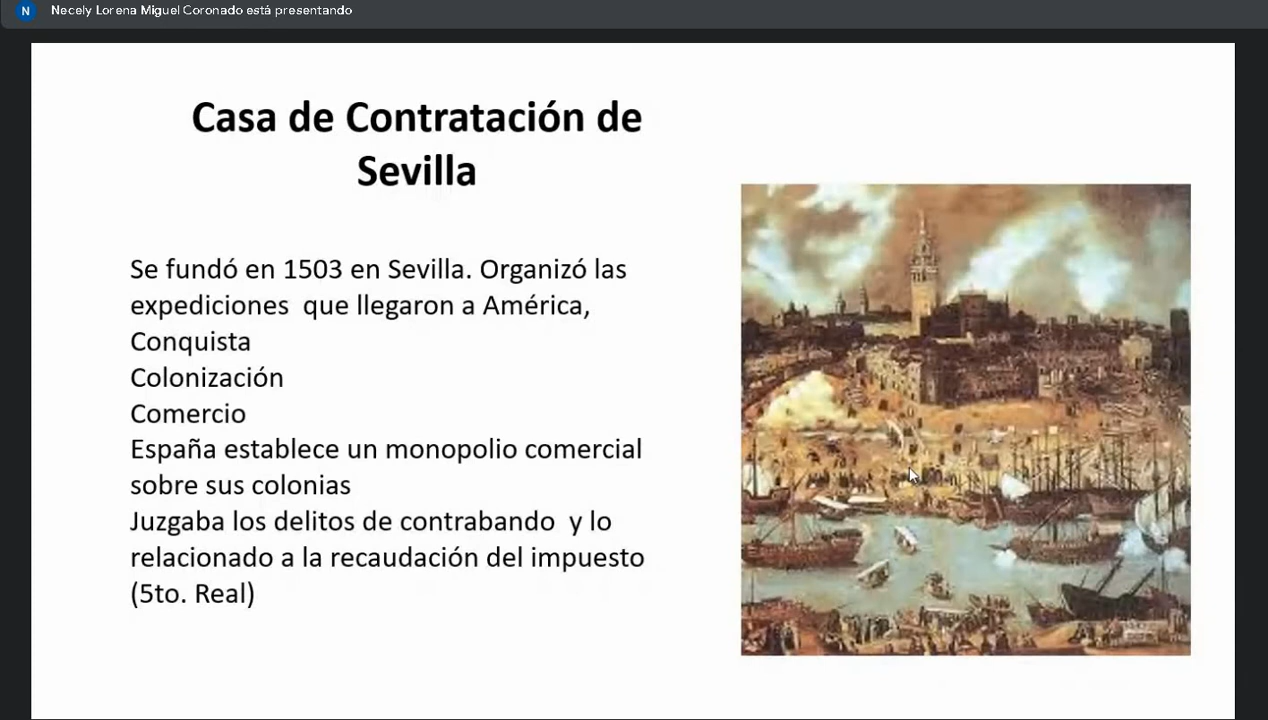 N
Necely Lorena Miguel Coronado está presentando
Casa de Contratación de
Sevilla
Se fundó en 1503 en Sevilla. Organizó las
expediciones que llegaron a América,
Conquista
Colonización
Comercio
España establece un monopolio comercial
sobre sus colonias
Juzgaba los delitos de contrabando y lo
relacionado a la recaudación del impuesto
(5to. Real)